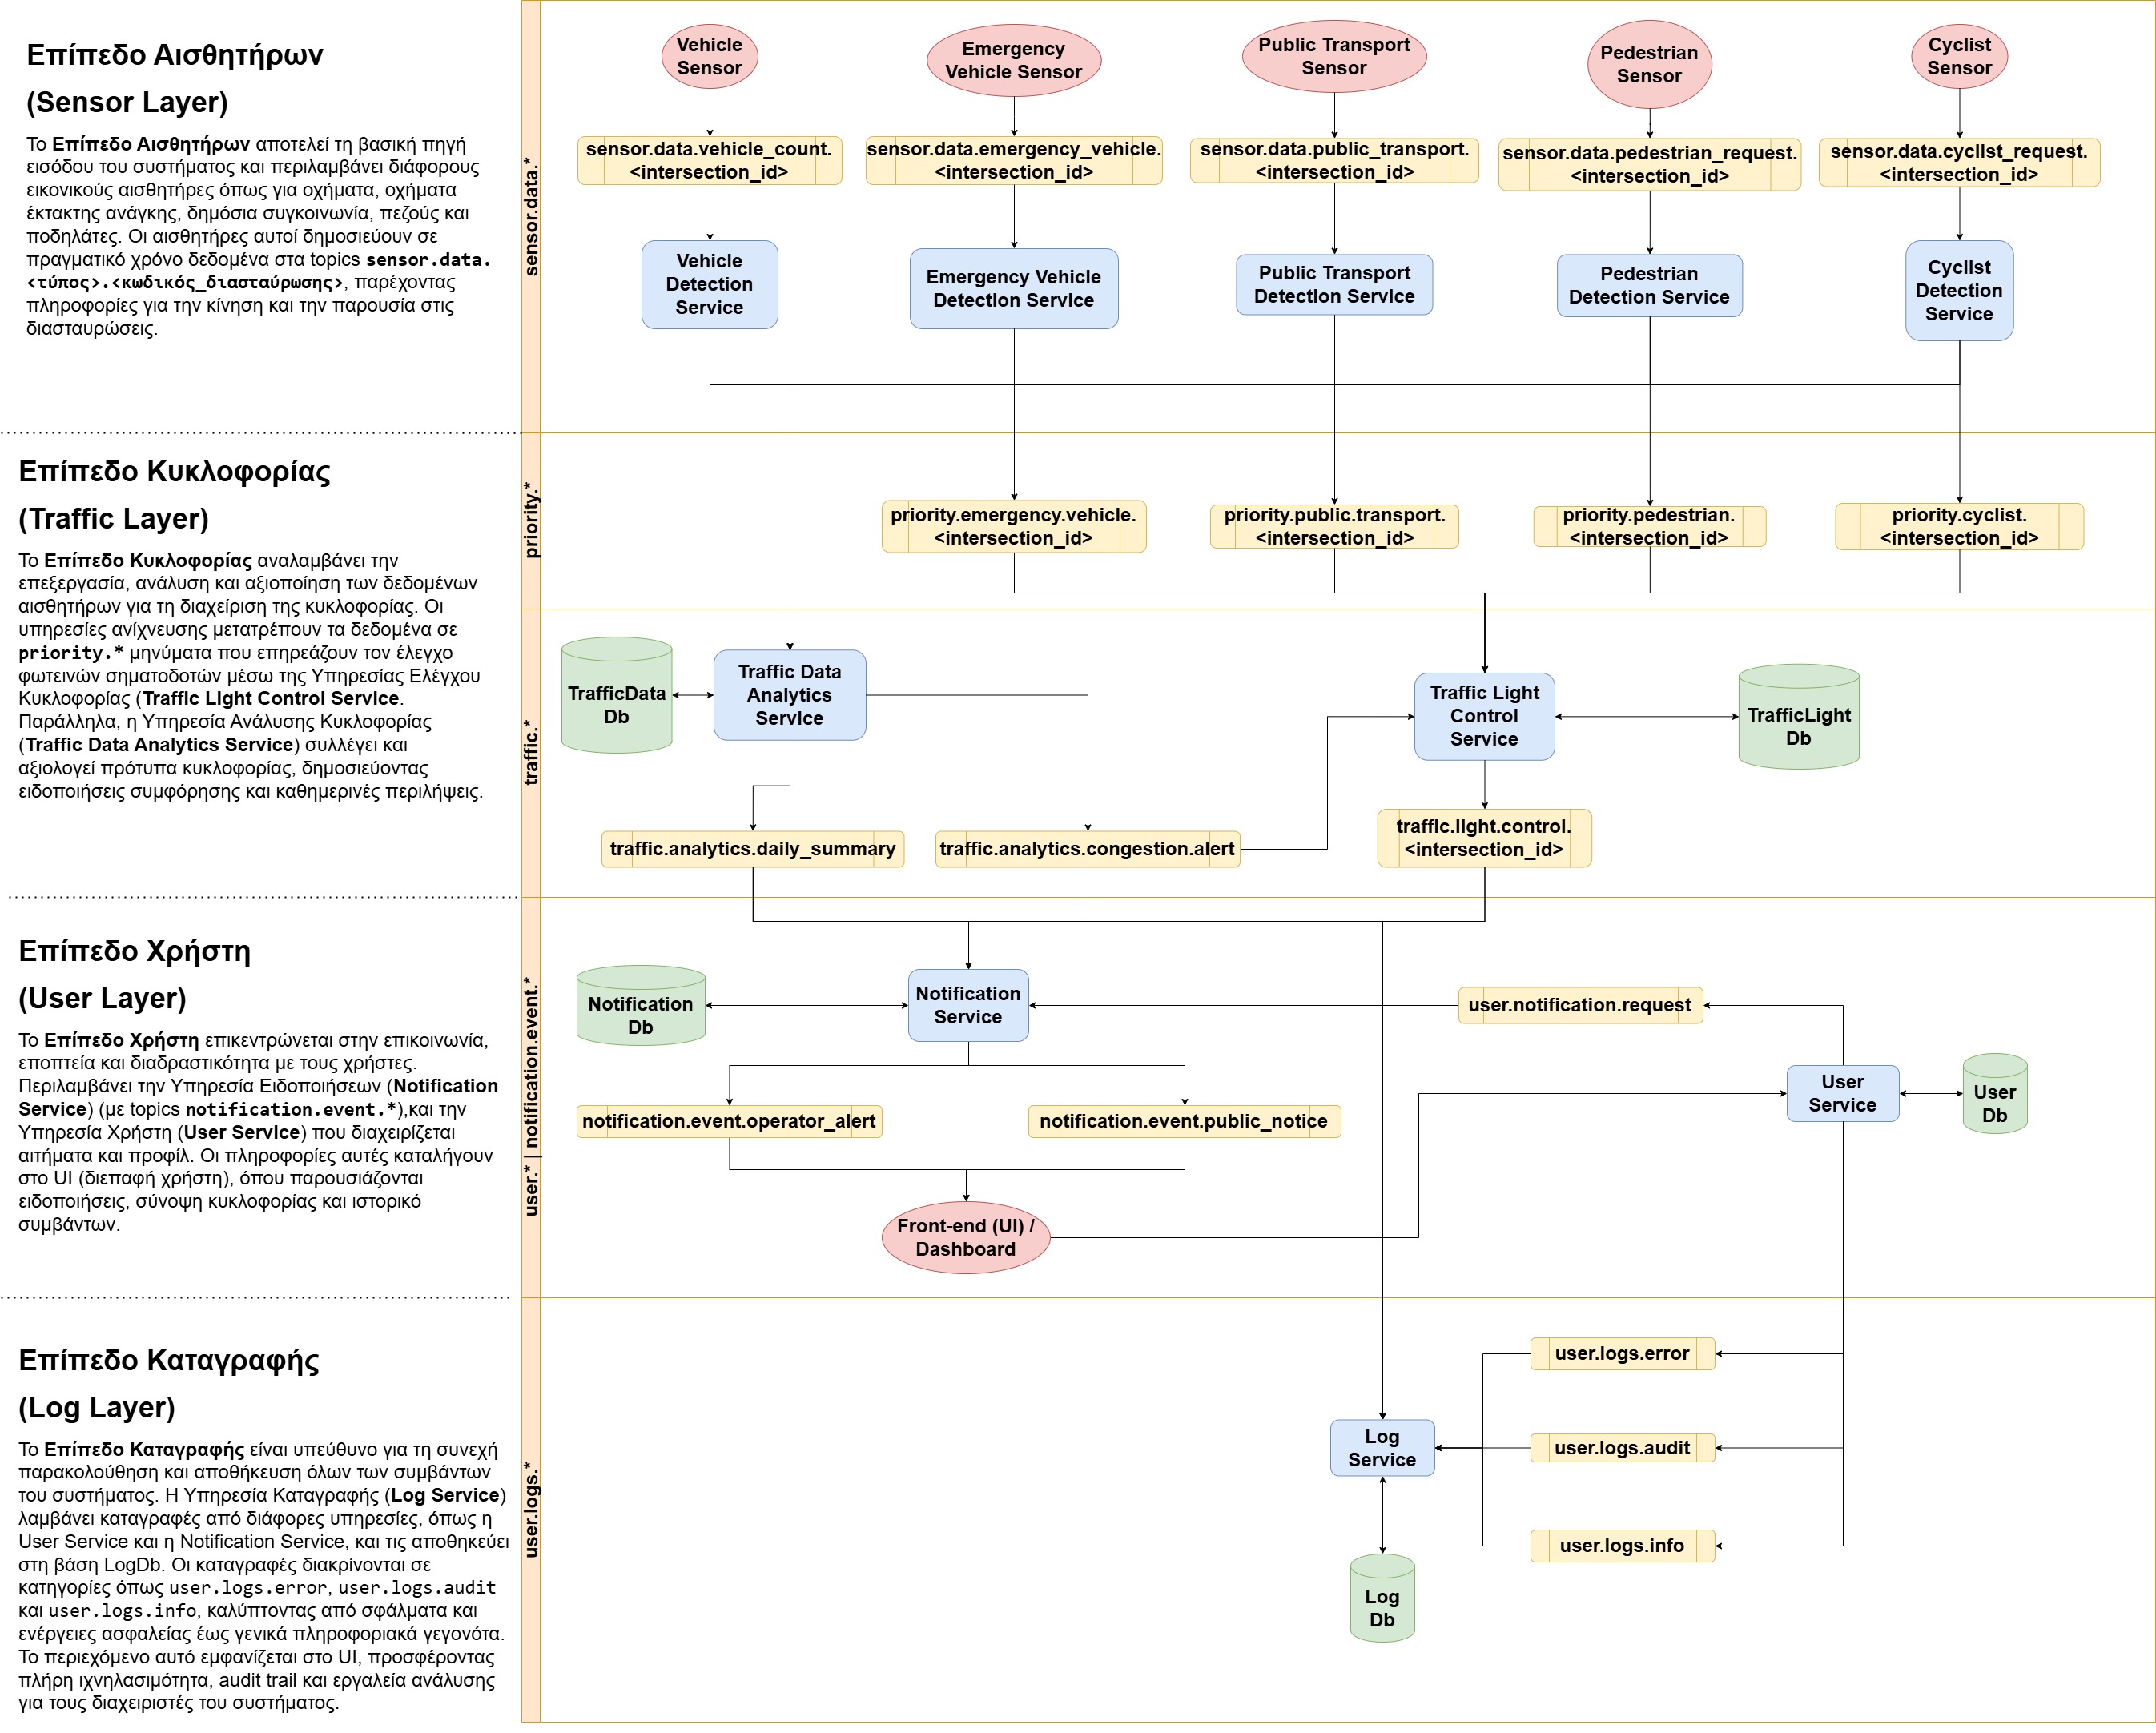 Επίπεδο Αισθητήρων
(Sensor Layer)
Το Επίπεδο Αισθητήρων αποτελεί τη βασική πηγή
εισόδου του συστήματος και περιλαμβάνει διάφορους
εικονικούς αισθητήρες όπως για οχήματα, οχήματα
έκτακτης ανάγκης, δημόσια συγκοινωνία, πεζούς και
ποδηλάτες. Οι αισθητήρες αυτοί δημοσιεύουν σε
πραγματικό χρόνο δεδομένα στα topics sensor.data.
<τύπος>.<κωδικός_διασταύρωσης>, παρέχοντας
πληροφορίες για την κίνηση και την παρουσία στις
διασταυρώσεις.
sensor.data.*
Vehicle
Sensor
Emergency
Vehicle Sensor
Public Transport
Sensor
Pedestrian
Sensor
Cyclist
Sensor
sensor.data.vehicle_count.
<intersection_id>
sensor.data.emergency_vehicle.
<intersection_id>
sensor.data.public_transport.
<intersection_id>
sensor.data.pedestrian_request.
<intersection_id>
sensor.data.cyclist_request.
<intersection_id>
Vehicle
Detection
Service
Emergency Vehicle
Detection Service
Public Transport
Detection Service
Pedestrian
Detection Service
Cyclist
Detection
Service
Επίπεδο Κυκλοφορίας
(Traffic Layer)
Το Επίπεδο Κυκλοφορίας αναλαμβάνει την
επεξεργασία, ανάλυση και αξιοποίηση των δεδομένων
αισθητήρων για τη διαχείριση της κυκλοφορίας. Οι
υπηρεσίες ανίχνευσης μετατρέπουν τα δεδομένα σε
priority.* μηνύματα που επηρεάζουν τον έλεγχο
φωτεινών σηματοδοτών μέσω της Υπηρεσίας Ελέγχου
Κυκλοφορίας (Traffic Light Control Service.
Παράλληλα, η Υπηρεσία Ανάλυσης Κυκλοφορίας
(Traffic Data Analytics Service) συλλέγει και
αξιολογεί πρότυπα κυκλοφορίας, δημοσιεύοντας
ειδοποιήσεις συμφόρησης και καθημερινές περιλήψεις.
priority.*
priority.emergency.vehicle.
<intersection_id>
priority.public.transport.
<intersection_id>
priority.pedestrian.
<intersection_id>
priority.cyclist.
<intersection_id>
traffic.*
TrafficData
Db
Traffic Data
Analytics
Service
Traffic Light
Control
Service
TrafficLight
Db
traffic.analytics.daily_summary
traffic.analytics.congestion.alert
traffic.light.control.
<intersection_id>
Επίπεδο Χρήστη
(User Layer)
Το Επίπεδο Χρήστη επικεντρώνεται στην επικοινωνία,
εποπτεία και διαδραστικότητα με τους χρήστες.
Περιλαμβάνει την Υπηρεσία Ειδοποιήσεων (Notification
Service) (με topics notification.event.*),και την
Υπηρεσία Χρήστη (User Service) που διαχειρίζεται
αιτήματα και προφίλ. Οι πληροφορίες αυτές καταλήγουν
στο UI (διεπαφή χρήστη), όπου παρουσιάζονται
ειδοποιήσεις, σύνοψη κυκλοφορίας και ιστορικό
συμβάντων.
user.* | notification.event.*
Notification
Db
Notification
Service
user.notification.request
User
Service
User
Db
notification.event.operator_alert
notification.event.public_notice
Front-end (UI) /
Dashboard
Επίπεδο Καταγραφής
(Log Layer)
Το Επίπεδο Καταγραφής είναι υπεύθυνο για τη συνεχή
παρακολούθηση και αποθήκευση όλων των συμβάντων
του συστήματος. Η Υπηρεσία Καταγραφής (Log Service)
λαμβάνει καταγραφές από διάφορες υπηρεσίες, όπως η
User Service και η Notification Service, και τις αποθηκεύει
στη βάση LogDb. Οι καταγραφές διακρίνονται σε
κατηγορίες όπως user.logs.error, user.logs.audit
και user.logs.info, καλύπτοντας από σφάλματα και
ενέργειες ασφαλείας έως γενικά πληροφοριακά γεγονότα.
Το περιεχόμενο αυτό εμφανίζεται στο UI, προσφέροντας
πλήρη ιχνηλασιμότητα, audit trail και εργαλεία ανάλυσης
για τους διαχειριστές του συστήματος.
user.logs.*
user.logs.error
Log
Service
user.logs.audit
user.logs.info
Log
Db